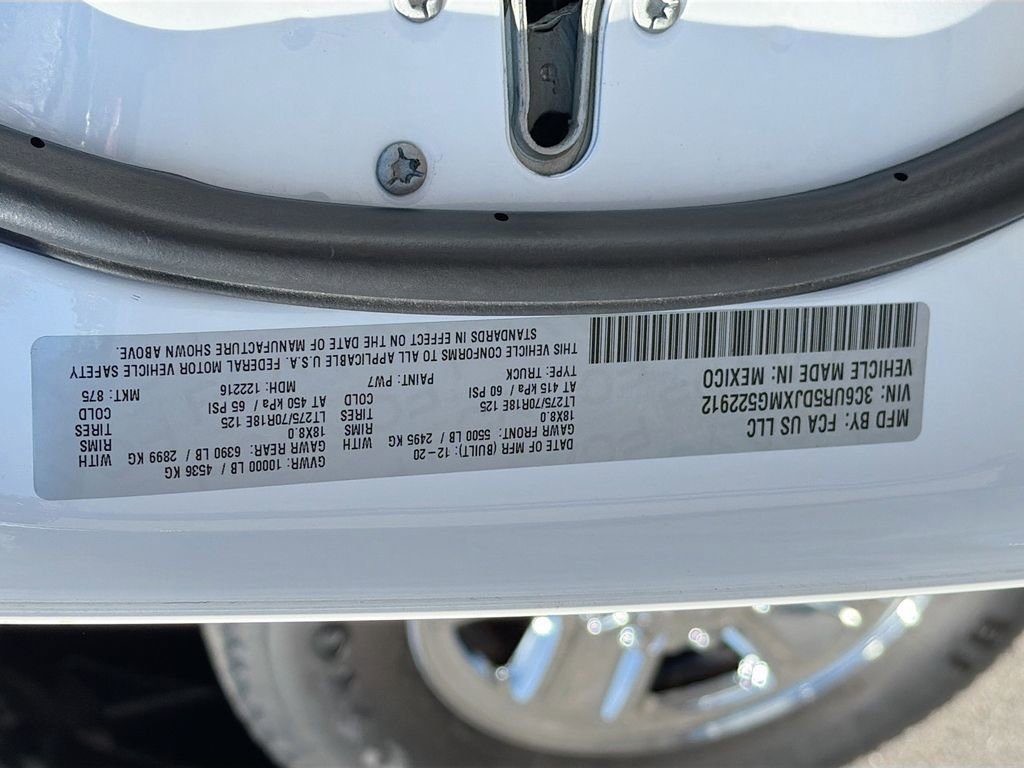 MFD BY: FCA US LLC
VIN: 3C6UR5DJXMG522912
VEHICLE MADE IN: MEXICO
DATE OF MFR (BUILT): 12-20
GAWR FRONT: 5500 LB / 2495 KG
18X8.0
LT275/70R18E 125
AT 415 kPa / 60 PSI
TYPE: TRUCK
PAINT: PW7
GVWR: 10000 LB / 4536 KG
GAWR REAR: 6390 LB / 2899 KG
WITH 18X8.0 RIMS WITH
TIRES LT275/70R18E 125 RIMS
COLD AT 450 kPa / 65 PSI TIRES
MDH: 122216 COLD
MKT: 875
THIS VEHICLE CONFORMS TO ALL APPLICABLE U.S.A. FEDERAL MOTOR VEHICLE SAFETY
STANDARDS IN EFFECT ON THE DATE OF MANUFACTURE SHOWN ABOVE.